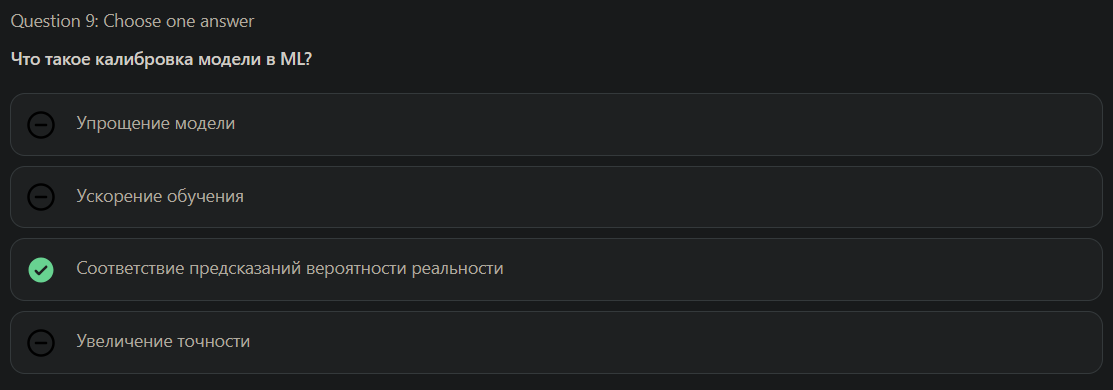 Question 9: Choose one answer
Что такое калибровка модели в ML?
Упрощение модели
Ускорение обучения
Соответствие предсказаний вероятности реальности
Увеличение точности